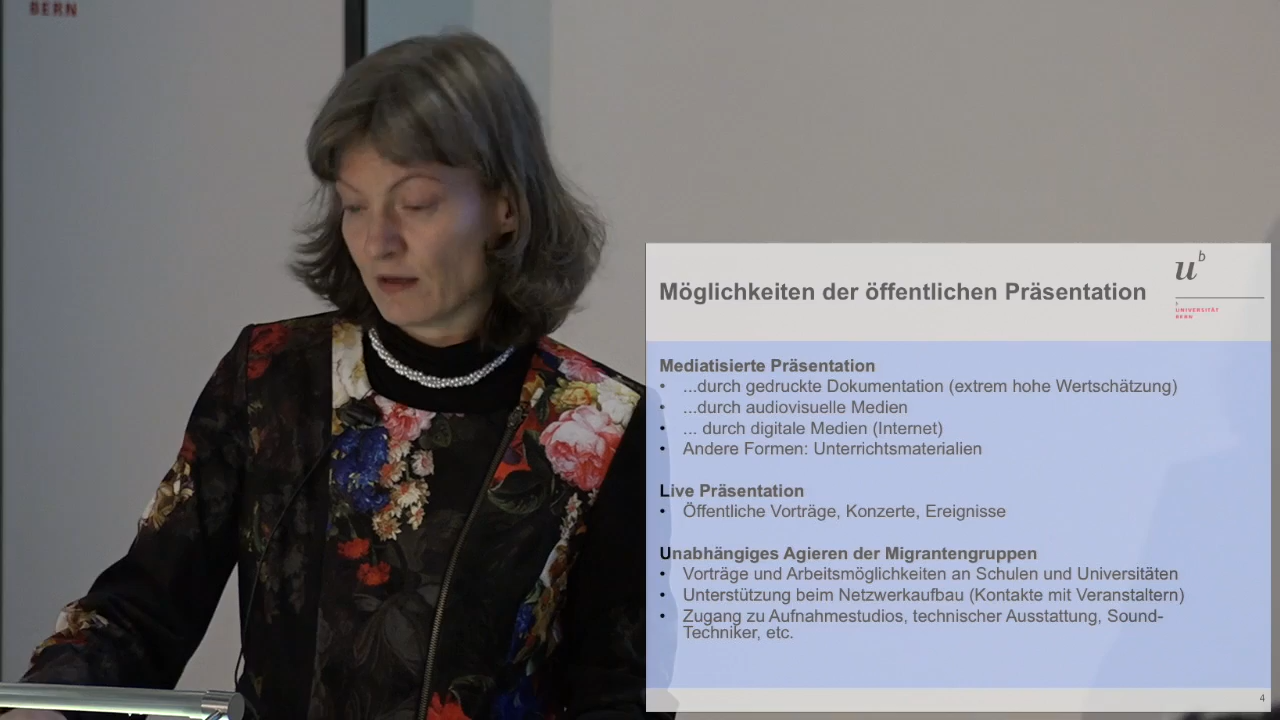 BERN
Möglichkeiten der öffentlichen Präsentation
u
b
UNIVERSITÄT
BERN
Mediatisierte Präsentation
• ...durch gedruckte Dokumentation (extrem hohe Wertschätzung)
• ...durch audiovisuelle Medien
• ... durch digitale Medien (Internet)
• Andere Formen: Unterrichtsmaterialien
Live Präsentation
• Öffentliche Vorträge, Konzerte, Ereignisse
Unabhängiges Agieren der Migrantengruppen
• Vorträge und Arbeitsmöglichkeiten an Schulen und Universitäten
• Unterstützung beim Netzwerkaufbau (Kontakte mit Veranstaltern)
• Zugang zu Aufnahmestudios, technischer Ausstattung, Sound-
Techniker, etc.
4